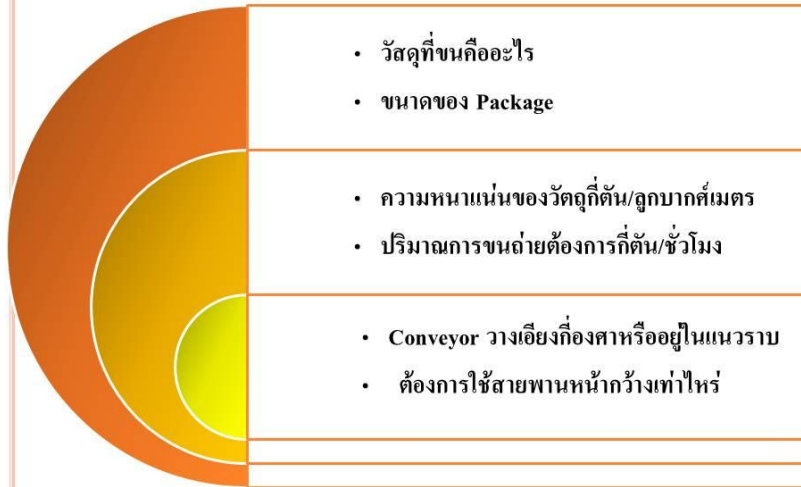 • วัสดุที่ขนคืออะไร
• ขนาดของ Package
• ความหนาแน่นของวัตถุกี่ตัน/ลูกบากศ์เมตร
• ปริมาณการขนถ่ายต้องการกี่ตัน/ชั่วโมง
• Conveyor วางเอียงกี่องศาหรืออยู่ในแนวราบ
• ต้องการใช้สายพานหน้ากว้างเท่าไหร่